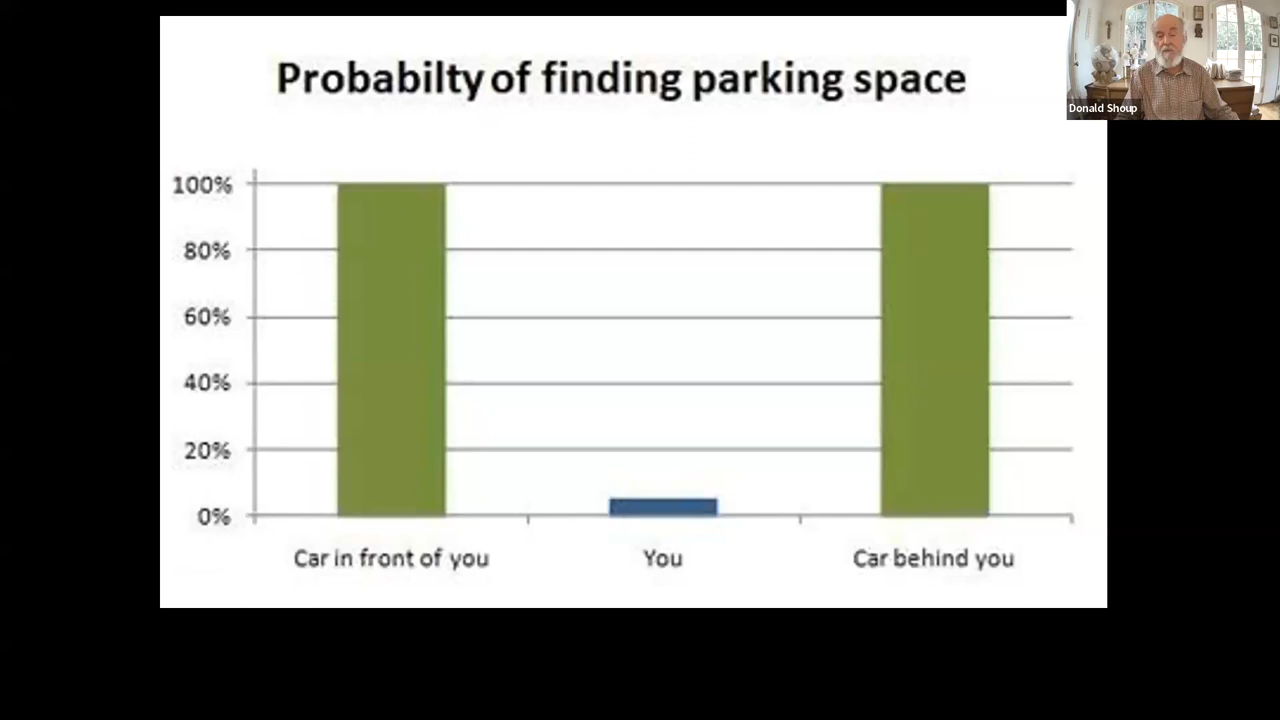 Probabilty of finding parking space
Donald Shoup
100%
80%
60%
40%
20%
0%
Car in front of you
You
Car behind you